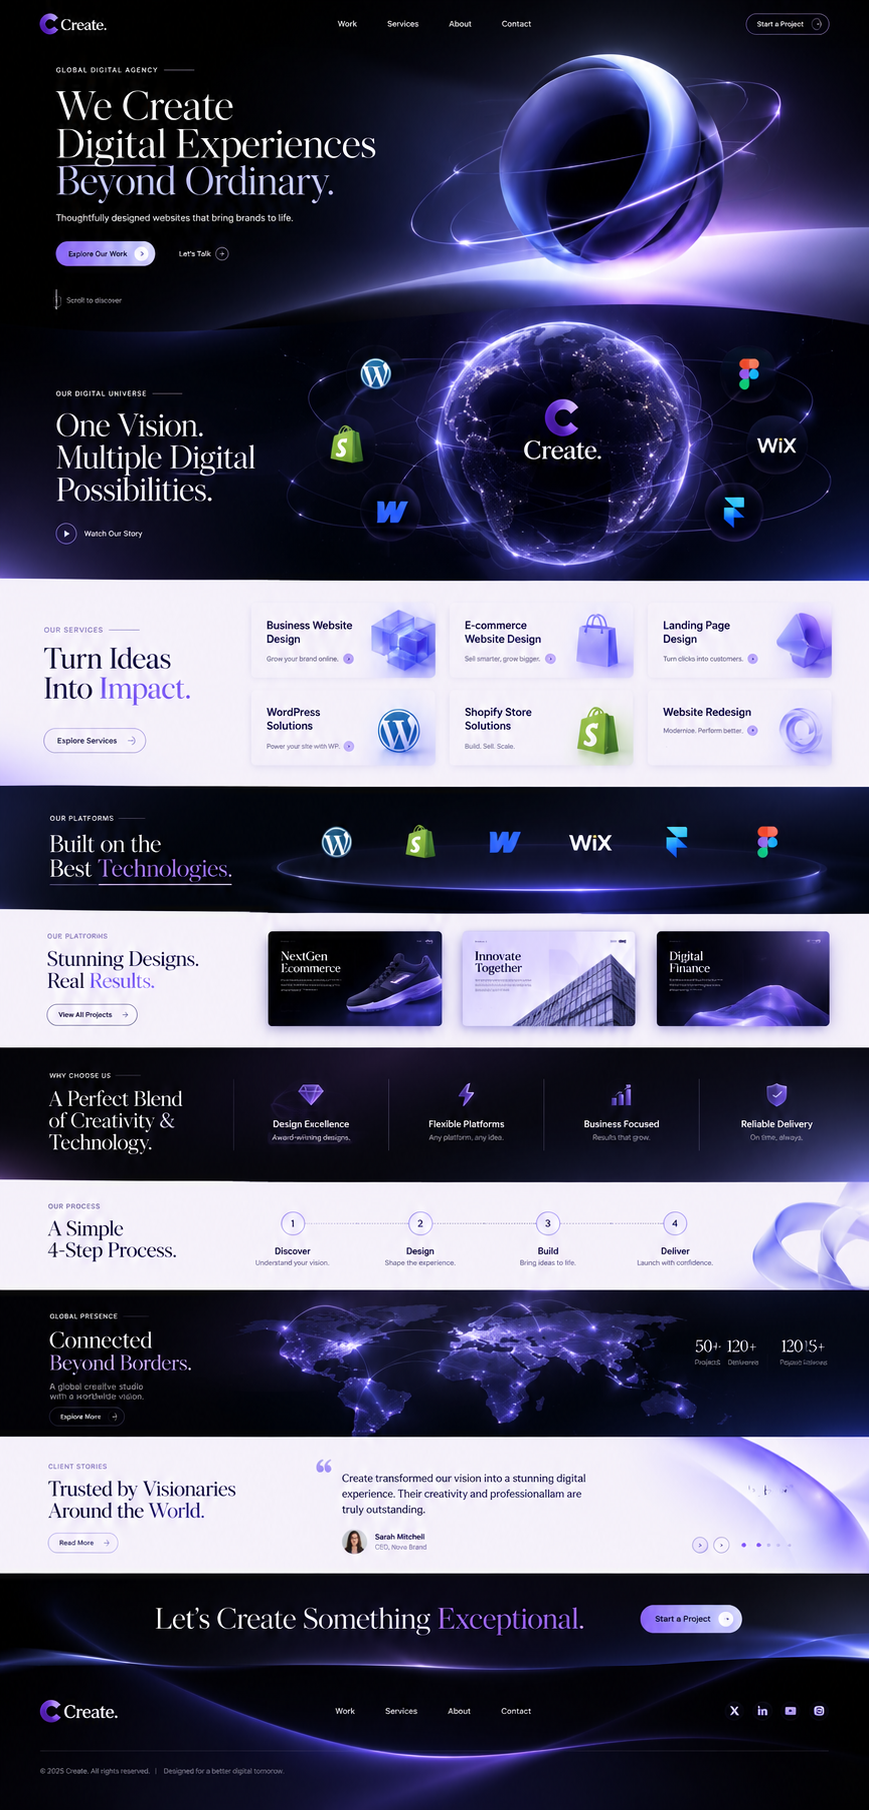 Create.
Work
Services
About
Contact
Start a Project
GLOBAL DIGITAL AGENCY
We Create
Digital Experiences
Beyond Ordinary.
Thoughtfully designed websites that bring brands to life.
Explore Our Work
Let's Talk
Scroll to discover
OUR DIGITAL UNIVERSE
One Vision.
Multiple Digital
Possibilities.
Watch Our Story
Create.
WiX
OUR SERVICES
Turn Ideas
Into Impact.
Explore Services
Business Website
Design
Grow your brand online.
E-commerce
Website Design
Sell smarter, grow bigger.
Landing Page
Design
Turn clicks into customers.
WordPress
Solutions
Power your site with WP.
Shopify Store
Solutions
Build. Sell. Scale.
Website Redesign
Modernize. Perform better.
OUR PLATFORMS
Built on the
Best Technologies.
WiX
OUR PLATFORMS
Stunning Designs.
Real Results.
View All Projects
NextGen
Ecommerce
Innovate
Together
Digital
Finance
WHY CHOOSE US
A Perfect Blend
of Creativity &
Technology.
Design Excellence
Award-winning designs.
Flexible Platforms
Any platform, any idea.
Business Focused
Results that grow.
Reliable Delivery
On time, always.
OUR PROCESS
A Simple
4-Step Process.
1
Discover
Understand your vision.
2
Design
Shape the experience.
3
Build
Bring ideas to life.
4
Deliver
Launch with confidence.
GLOBAL PRESENCE
Connected
Beyond Borders.
A global creative studio
with a worldwide vision.
Explore More
50+
120+
Projects
CLIENT STORIES
Trusted by Visionaries
Around the World.
Read More
Create transformed our vision into a stunning digital
experience. Their creativity and professionallam are
truly outstanding.
Sarah Mitchell
CEO, Nova Brand
Let's Create Something Exceptional.
Start a Project
Create.
Work
Services
About
Contact
© 2025 Create. All rights reserved. | Designed for a better digital tomorrow.